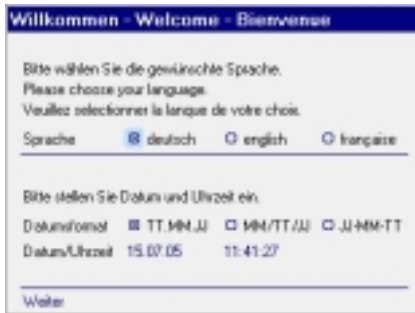 Willkommen - Welcome - Bienvenue
Bitte wählen Sie die gewünschte Sprache.
Please choose your language.
Veuillez selectionner la langue de votre choix.
Sprache deutsch english française
Bitte stellen Sie Datum und Uhrzeit ein.
Datumsformat TT.MM.JJ MM/TT/JJ JJ-MM-TT
Datum/Uhrzeit 15.07.05 11:41:27
Weiter